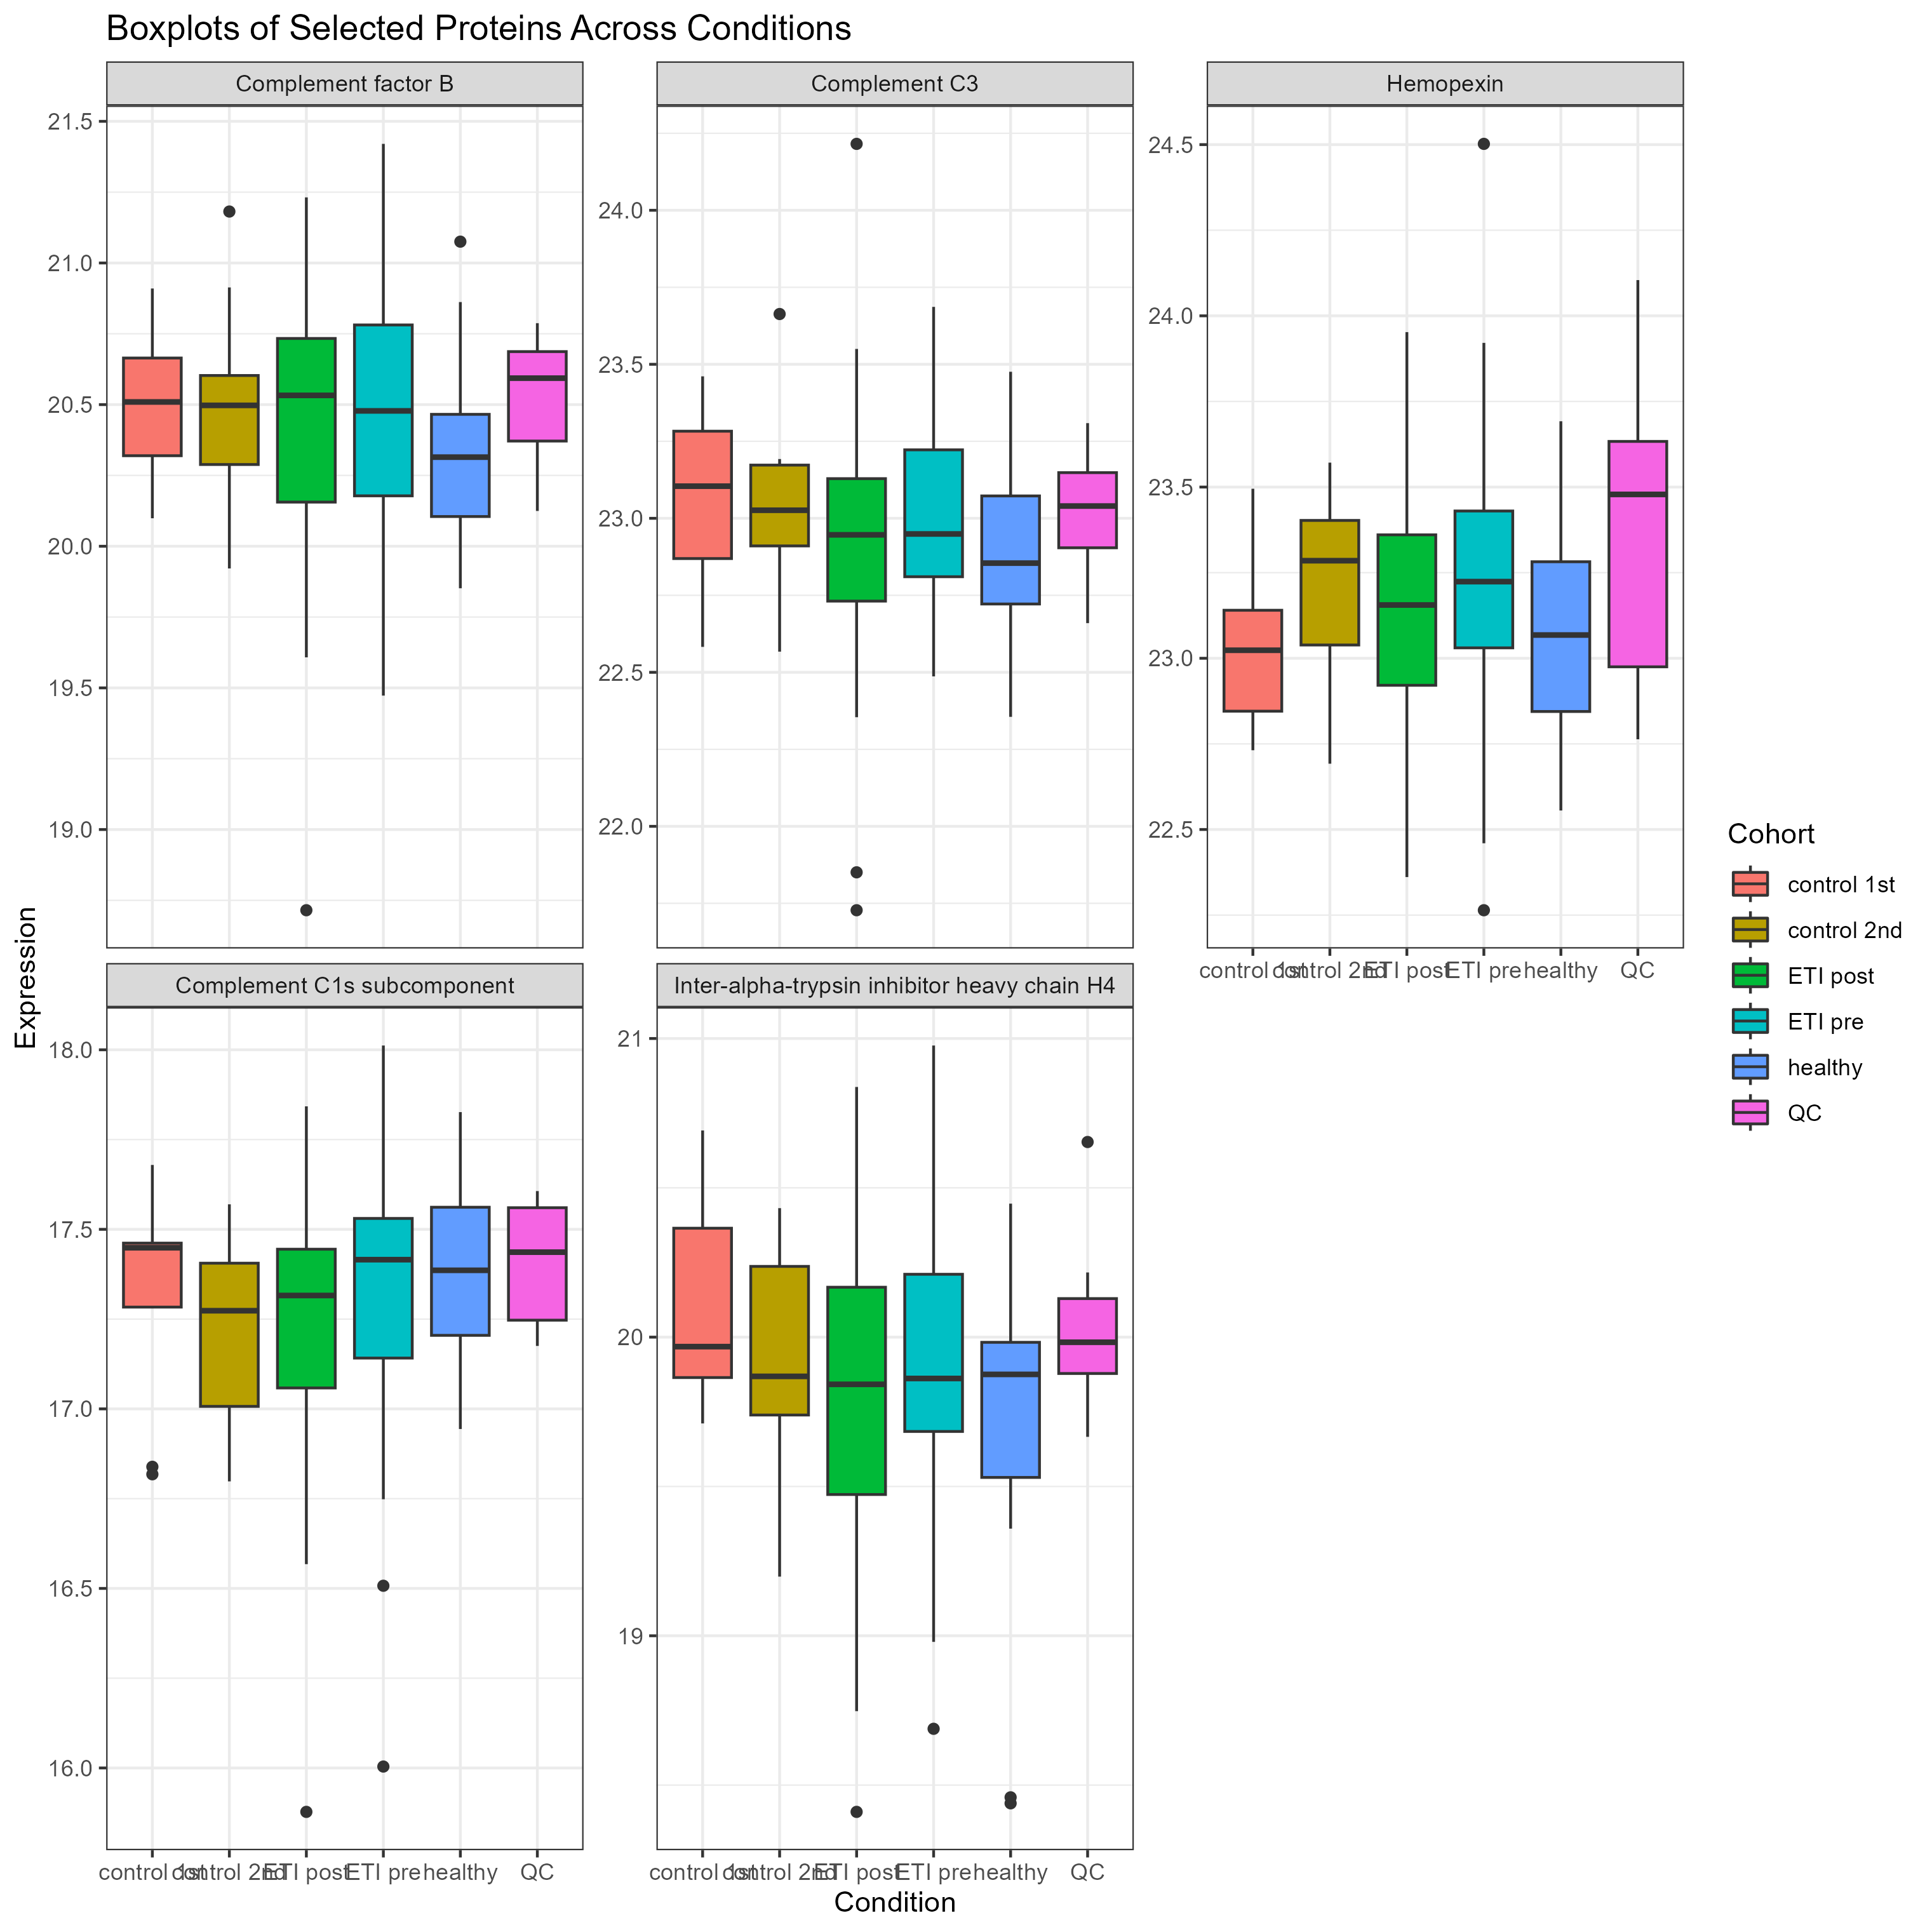 Boxplots of Selected Proteins Across Conditions
Complement factor B
21.5
21.0
20.5
20.0
19.5
19.0
Complement C3
24.0
23.5
23.0
22.5
22.0
Hemopexin
24.5
24.0
23.5
23.0
22.5
control 1st
control 2nd
ETI post
ETI pre
healthy
QC
Expression
Complement C1s subcomponent
18.0
17.5
17.0
16.5
16.0
control 1st
control 2nd
ETI post
ETI pre
healthy
QC
Inter-alpha-trypsin inhibitor heavy chain H4
21
20
19
control 1st
control 2nd
ETI post
ETI pre
healthy
QC
Condition
Cohort
control 1st
control 2nd
ETI post
ETI pre
healthy
QC